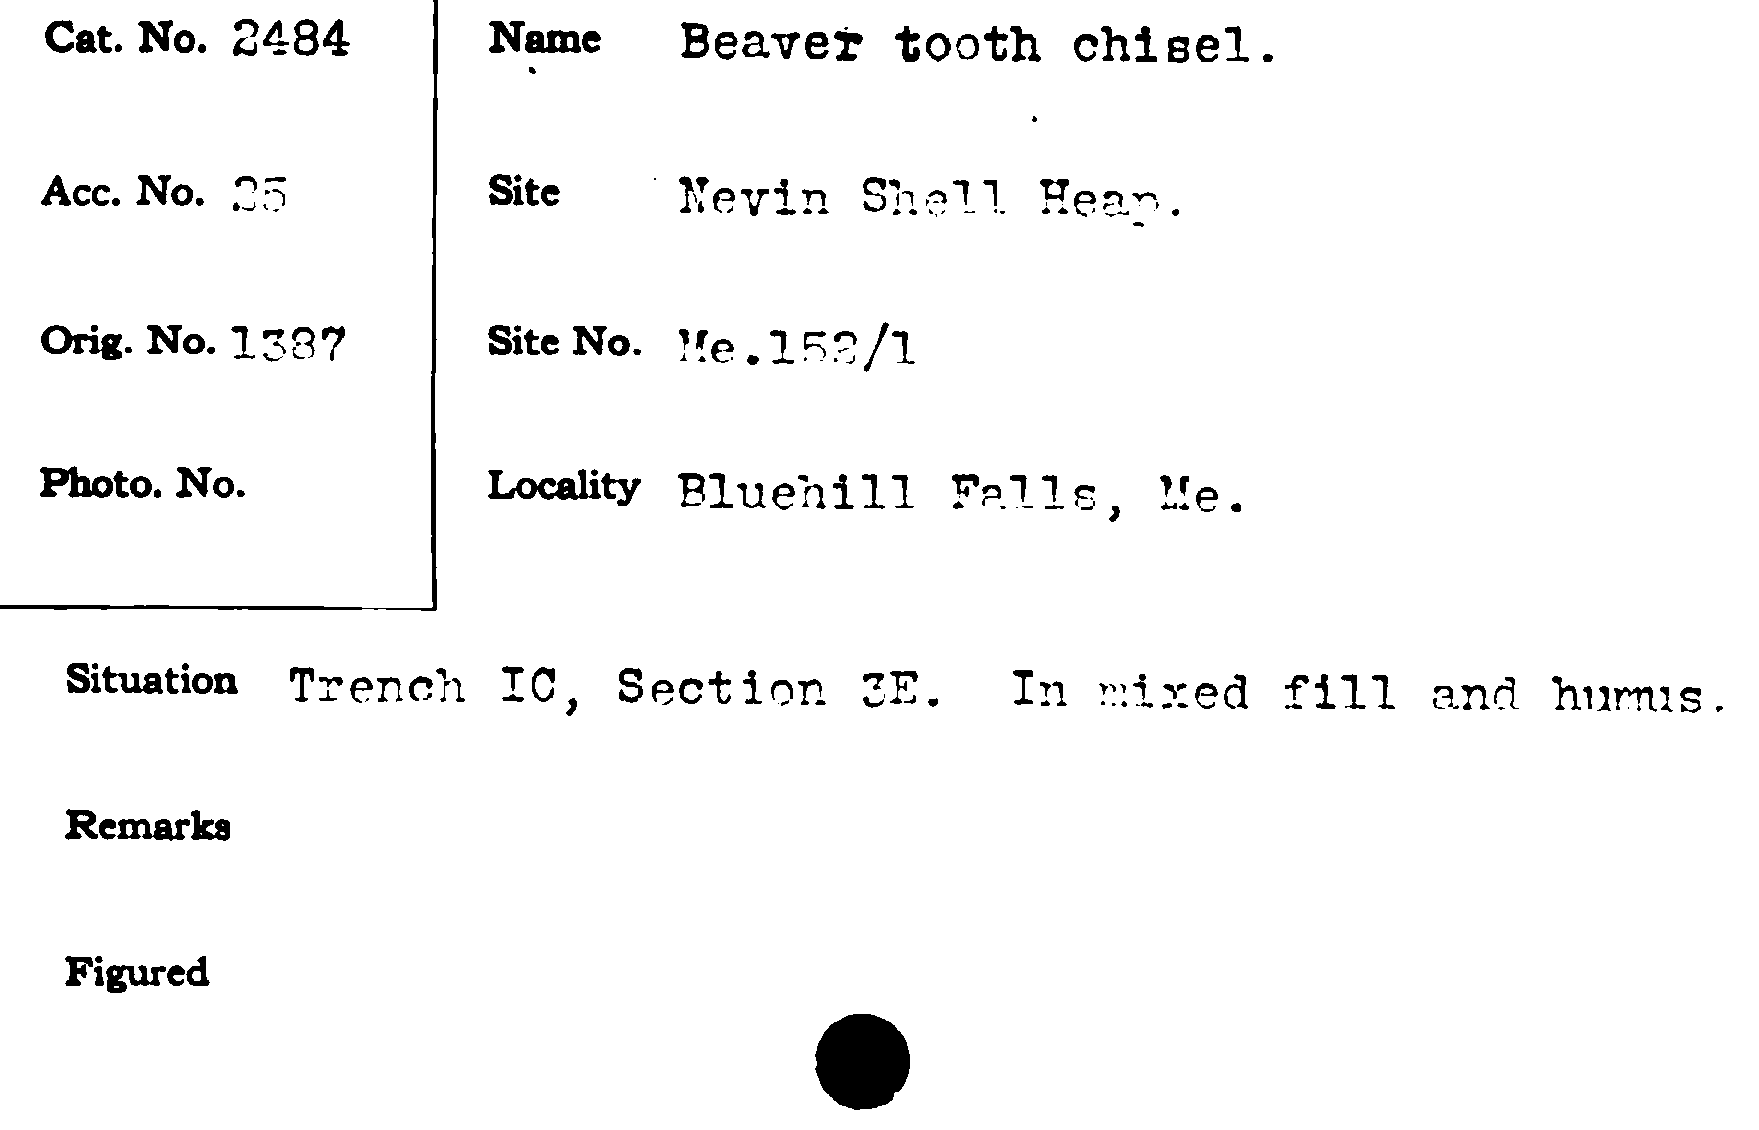 Cat. No. 2484
Name Beaver tooth chisel.
Acc. No. 25
Site Nevin Shell Heap.
Orig. No. 1387
Site No. Me.152/1
Photo. No.
Locality Bluehill Falls, Me.
Situation Trench IC, Section 3E. In mixed fill and humus.
Remarks
Figured